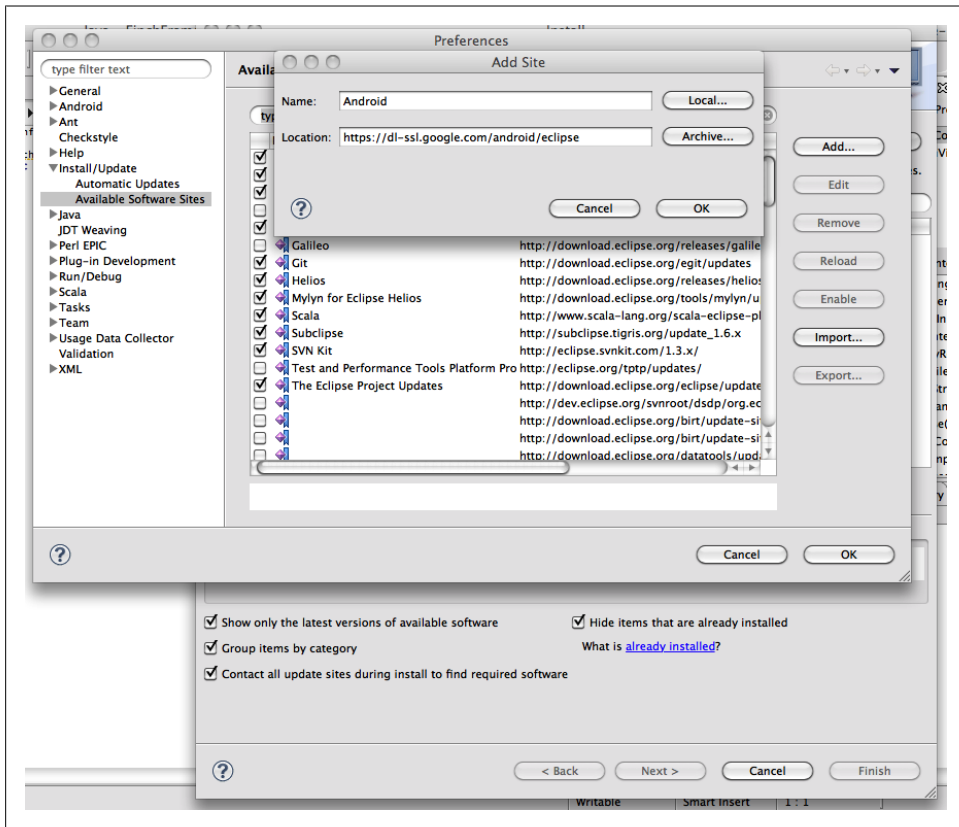 Preferences
Add Site
type filter text
General
Android
Ant
Checkstyle
Help
Install/Update
Automatic Updates
Available Software Sites
Java
JDT Weaving
Perl EPIC
Plug-in Development
Run/Debug
Scala
Tasks
Team
Usage Data Collector
Validation
XML
Name: Android Local...
Location: https://dl-ssl.google.com/android/eclipse Archive...
? Cancel OK
Add...
Edit
Remove
Reload
Enable
Import...
Export...
Galileo http://download.eclipse.org/releases/galile
Git http://download.eclipse.org/egit/updates
Helios http://download.eclipse.org/releases/helios
Mylyn for Eclipse Helios http://download.eclipse.org/tools/mylyn/u
Scala http://www.scala-lang.org/scala-eclipse-pl
Subclipse http://subclipse.tigris.org/update_1.6.x
SVN Kit http://eclipse.svnkit.com/1.3.x/
Test and Performance Tools Platform Pro http://eclipse.org/tptp/updates/
The Eclipse Project Updates http://download.eclipse.org/eclipse/update
http://dev.eclipse.org/svnroot/dsdp/org.ec
http://download.eclipse.org/birt/update-si
http://download.eclipse.org/birt/update-si
http://download.eclipse.org/datatools/upd
? Cancel OK
Show only the latest versions of available software
Hide items that are already installed
Group items by category
What is already installed?
Contact all update sites during install to find required software
? < Back Next > Cancel Finish
Writable Smart Insert 1 : 1